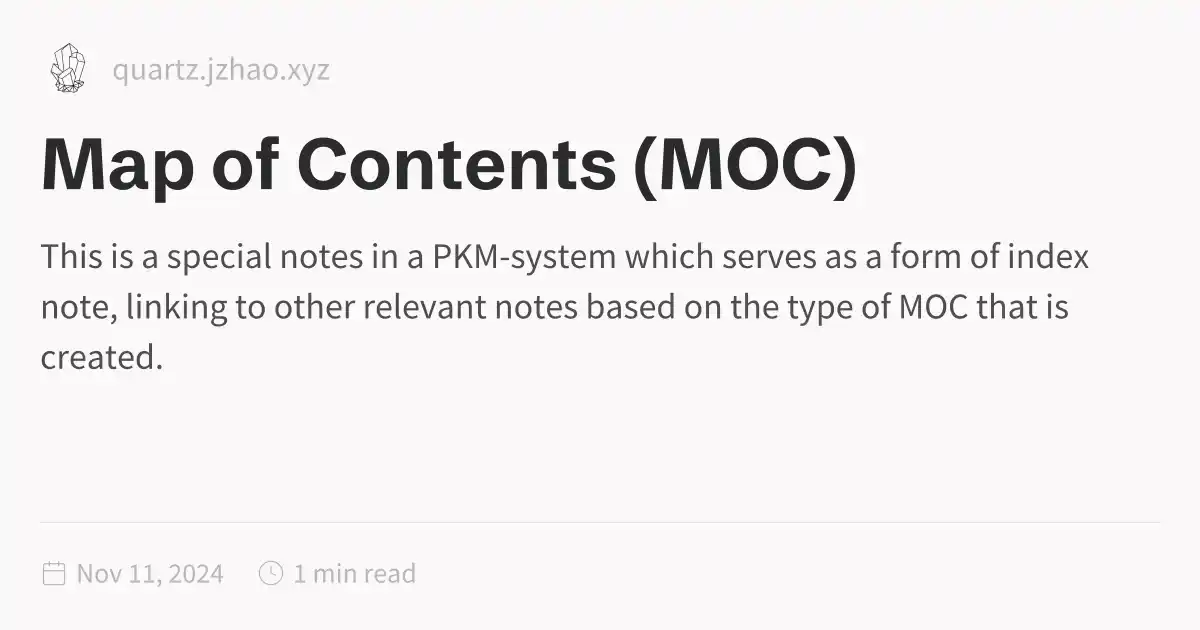 quartz.jzhao.xyz
Map of Contents (MOC)
This is a special notes in a PKM-system which serves as a form of index
note, linking to other relevant notes based on the type of MOC that is
created.
Nov 11, 2024 1 min read